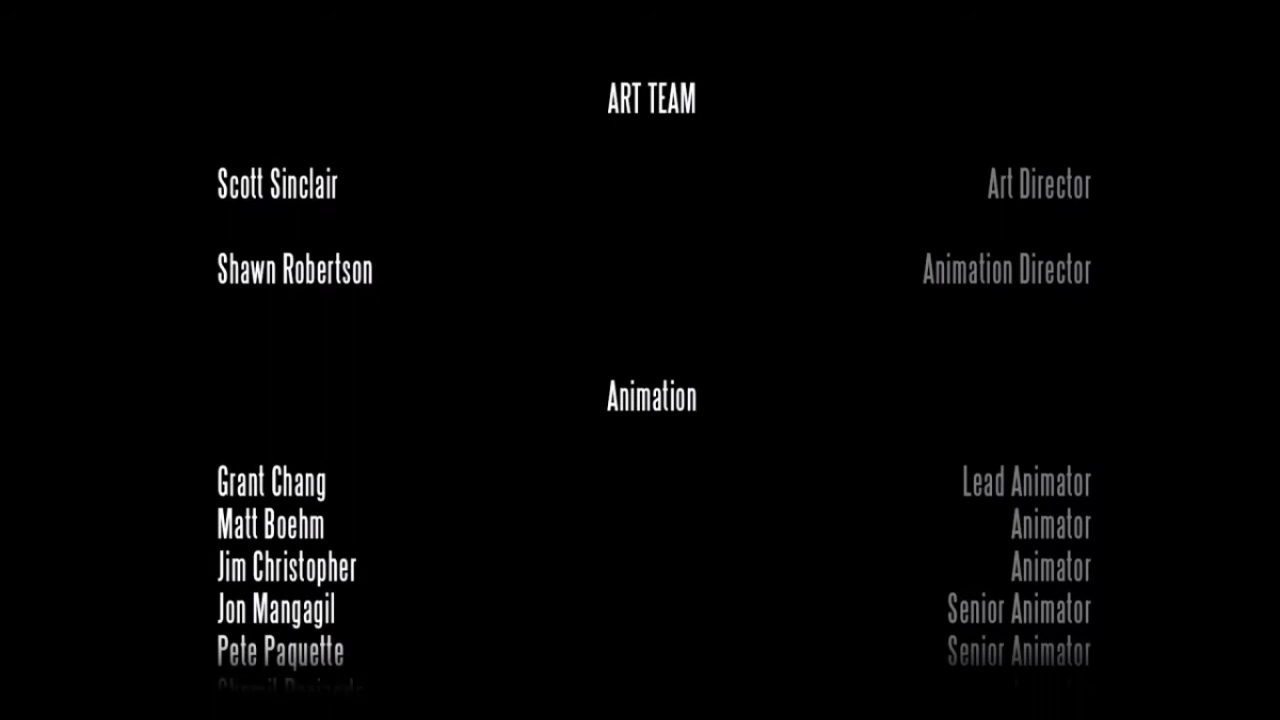 ART TEAM
Scott Sinclair Art Director
Shawn Robertson Animation Director
Animation
Grant Chang Lead Animator
Matt Boehm Animator
Jim Christopher Animator
Jon Mangagil Senior Animator
Pete Paquette Senior Animator